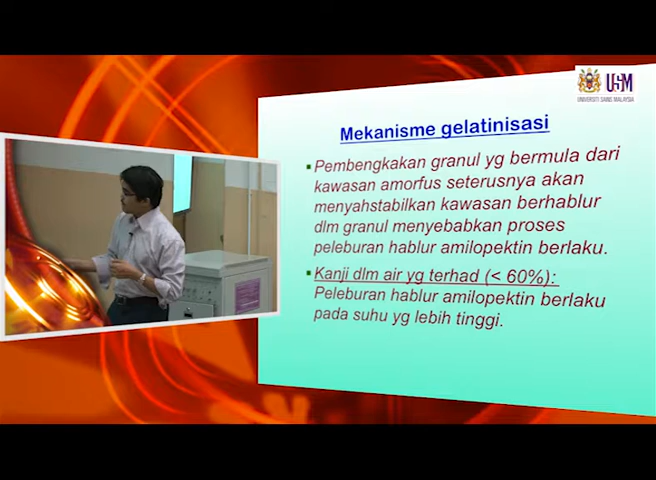 USM
UNIVERSITI SAINS MALAYSIA
Mekanisme gelatinisasi
Pembengkakan granul yg bermula dari
kawasan amorfus seterusnya akan
menyahstabilkan kawasan berhablur
dlm granul menyebabkan proses
peleburan hablur amilopektin berlaku.
Kanji dlm air yg terhad (< 60%):
Peleburan hablur amilopektin berlaku
pada suhu yg lebih tinggi.